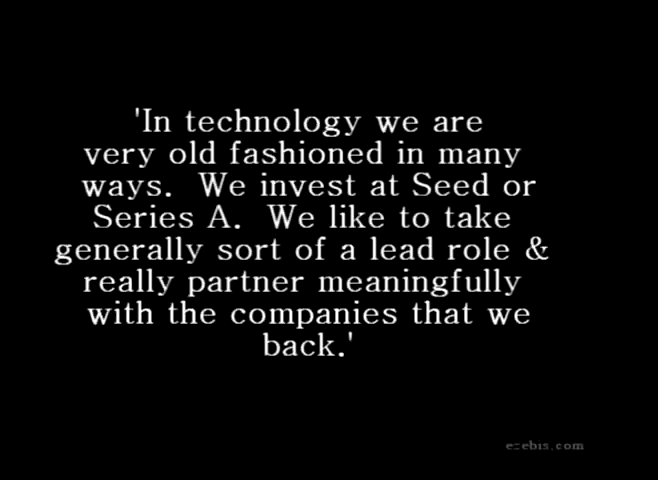 'In technology we are
very old fashioned in many
ways.  We invest at Seed or
Series A.  We like to take
generally sort of a lead role &
really partner meaningfully
with the companies that we
back.'
ezebis.com